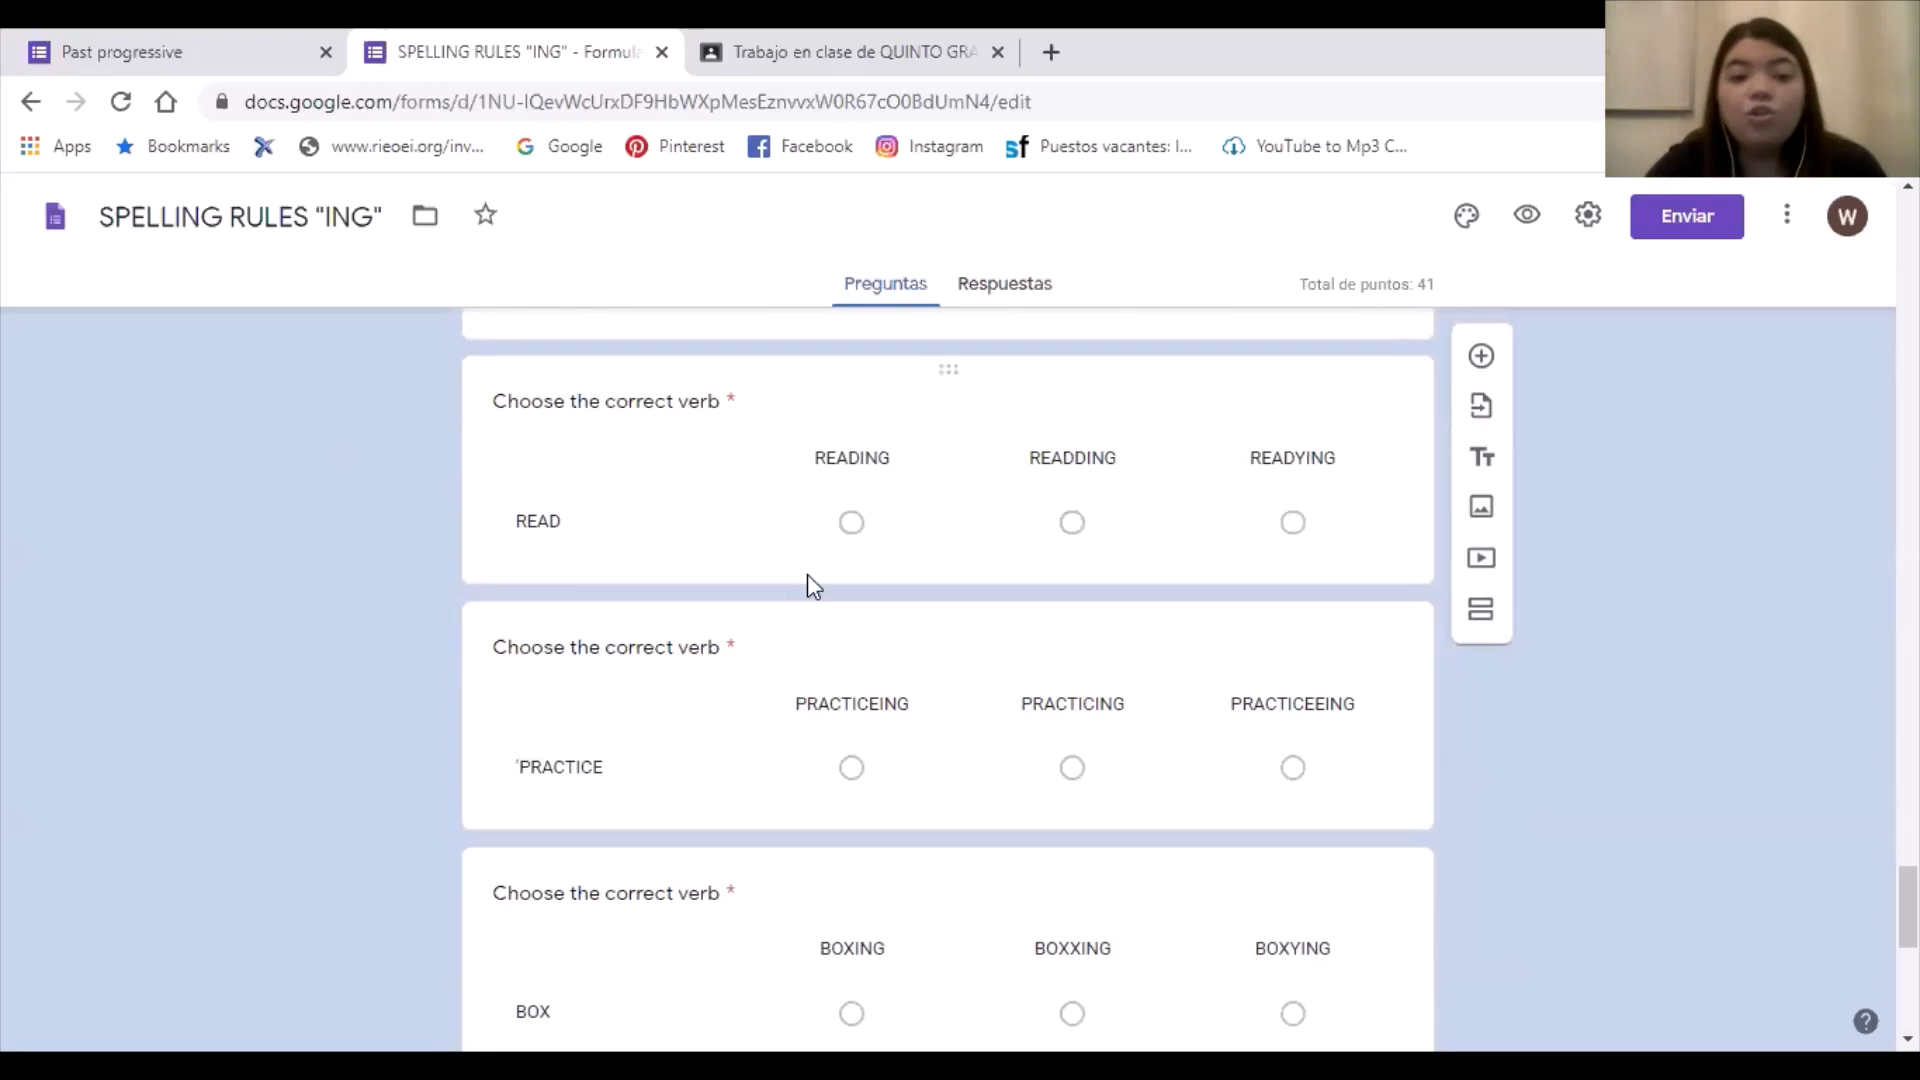 Past progressive
SPELLING RULES "ING" - Formula
Trabajo en clase de QUINTO GRA
docs.google.com/forms/d/1NU-IQevWcUrxDF9HbWXpMesEznvvxW0R67cO0BdUmN4/edit
Apps Bookmarks www.rieoei.org/inv... Google Pinterest Facebook Instagram Puestos vacantes: I... YouTube to Mp3 C...
SPELLING RULES "ING"
Enviar
W
Preguntas Respuestas
Total de puntos: 41
Choose the correct verb *
READING READDING READYING
READ
Choose the correct verb *
PRACTICEING PRACTICING PRACTICEEING
'PRACTICE
Choose the correct verb *
BOXING BOXXING BOXYING
BOX